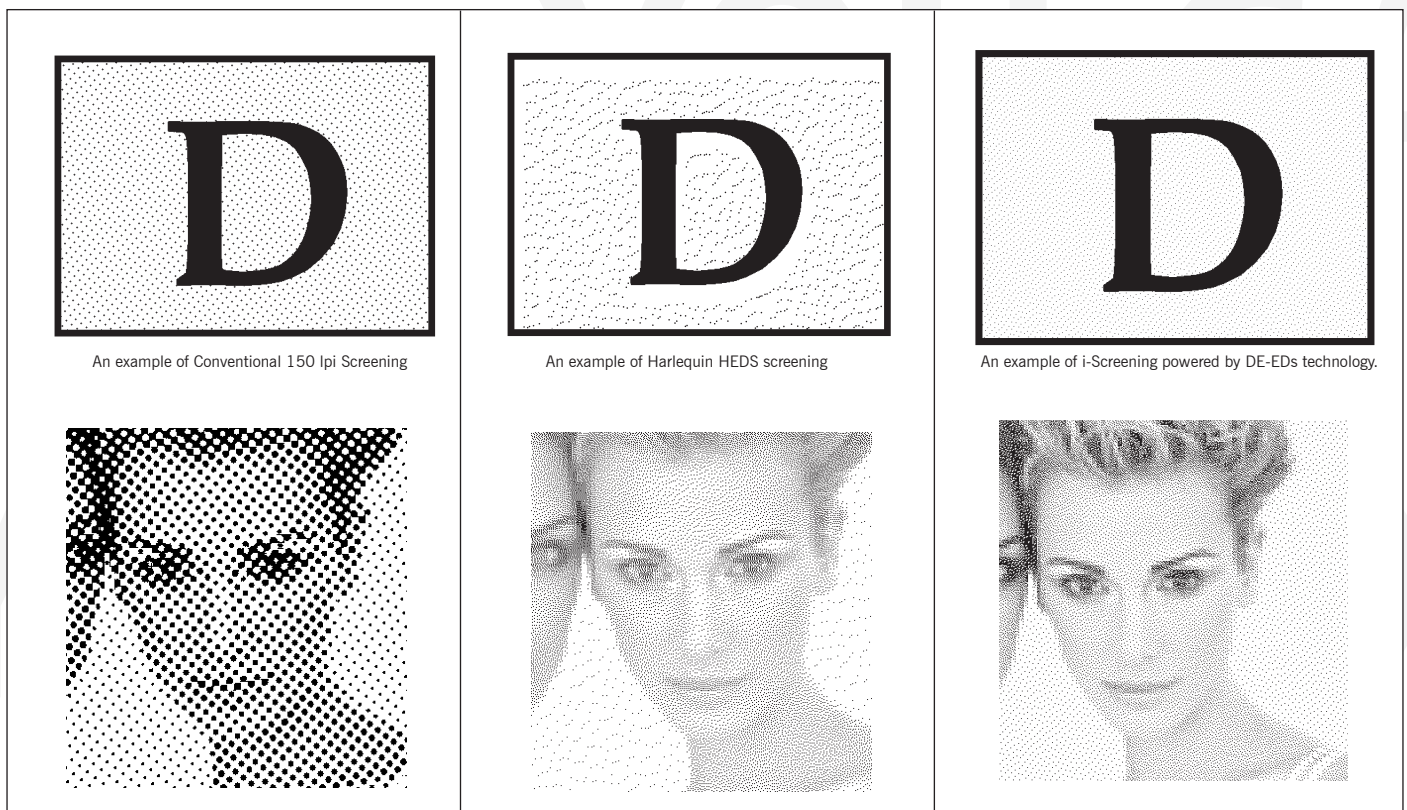 D
D
D
An example of Conventional 150 lpi Screening
An example of Harlequin HEDS screening
An example of i-Screening powered by DE-EDs technology.